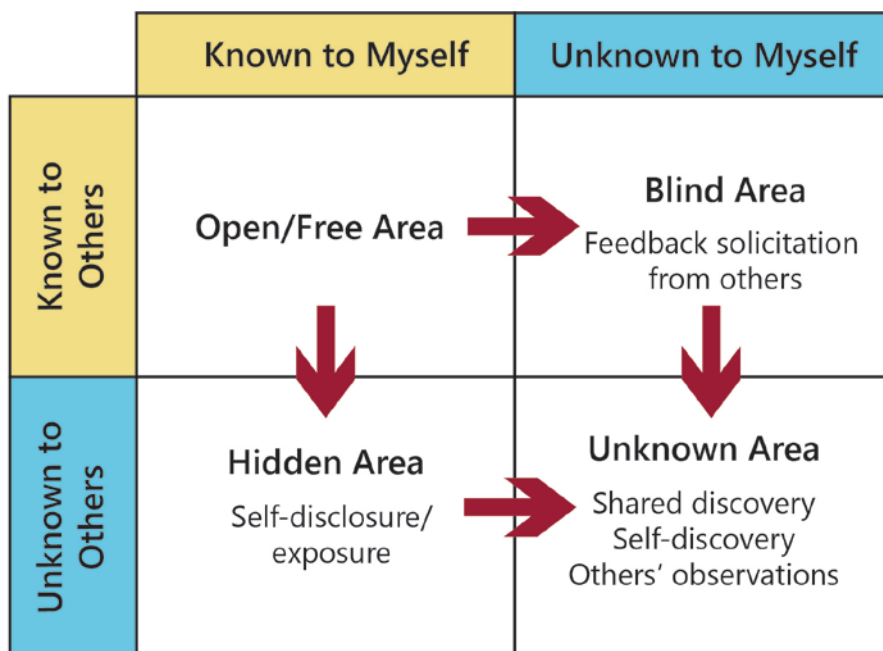 Known to Myself
Unknown to Myself
Known to
Others
Open/Free Area
Blind Area
Feedback solicitation
from others
Unknown to
Others
Hidden Area
Self-disclosure/
exposure
Unknown Area
Shared discovery
Self-discovery
Others’ observations